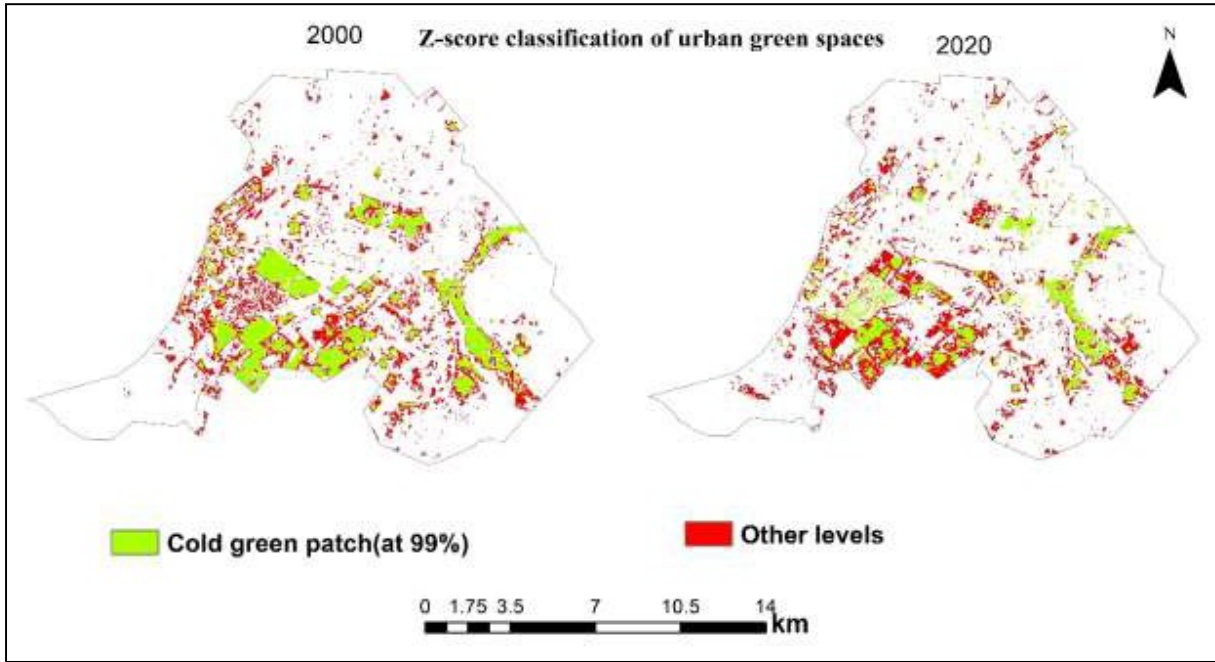 2000
Z-score classification of urban green spaces
2020
N
Cold green patch(at 99%)
Other levels
0 1.75 3.5 7 10.5 14
km